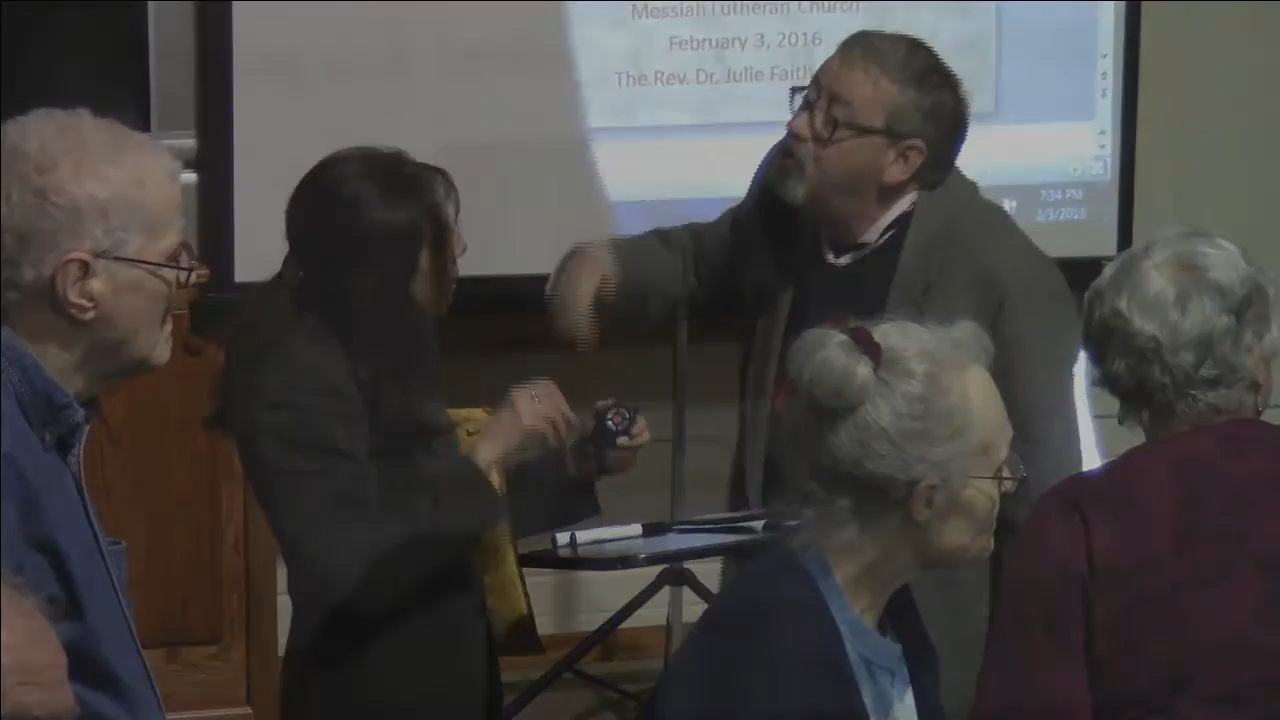 Messiah Lutheran Church
February 3, 2016
The Rev. Dr. Julie Faith
7:34 PM
2/3/2016